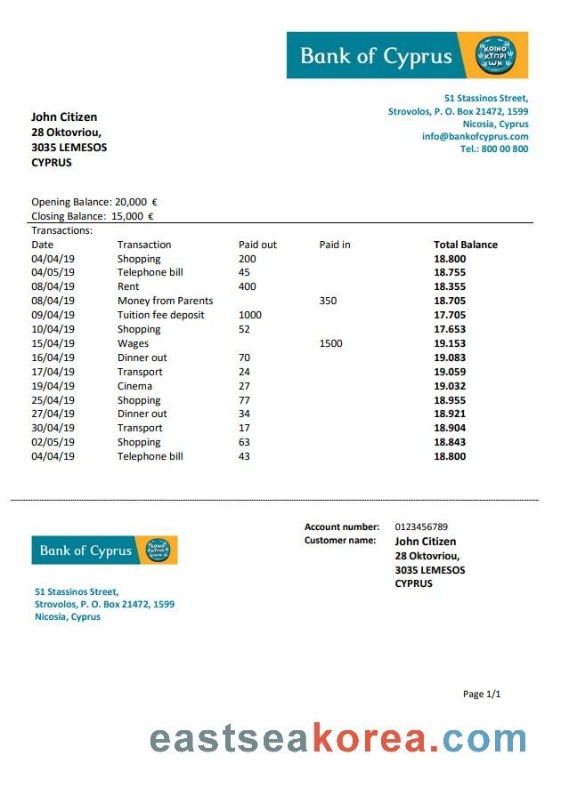 Bank of Cyprus
ΚΟΙΝΟ
ΚΥΠΡΙ
ΩΝ
51 Stassinos Street,
Strovolos, P. O. Box 21472, 1599
Nicosia, Cyprus
info@bankofcyprus.com
Tel.: 800 00 800
John Citizen
28 Oktovriou,
3035 LEMESOS
CYPRUS
Opening Balance: 20,000 €
Closing Balance: 15,000 €
Transactions:
Date Transaction Paid out Paid in Total Balance
04/04/19 Shopping 200 18.800
04/05/19 Telephone bill 45 18.755
08/04/19 Rent 400 18.355
08/04/19 Money from Parents 350 18.705
09/04/19 Tuition fee deposit 1000 17.705
10/04/19 Shopping 52 17.653
15/04/19 Wages 1500 19.153
16/04/19 Dinner out 70 19.083
17/04/19 Transport 24 19.059
19/04/19 Cinema 27 19.032
25/04/19 Shopping 77 18.955
27/04/19 Dinner out 34 18.921
30/04/19 Transport 17 18.904
02/05/19 Shopping 63 18.843
04/04/19 Telephone bill 43 18.800
Account number: 0123456789
Customer name: John Citizen
28 Oktovriou,
3035 LEMESOS
CYPRUS
Bank of Cyprus
51 Stassinos Street,
Strovolos, P. O. Box 21472, 1599
Nicosia, Cyprus
Page 1/1
eastseakorea.com